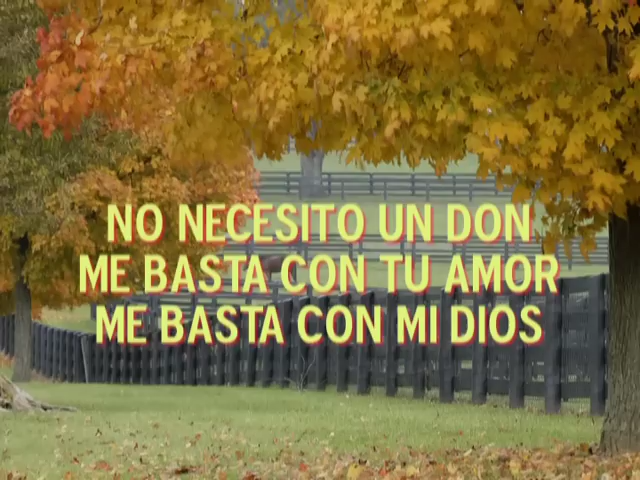 NO NECESITO UN DON
ME BASTA CON TU AMOR
ME BASTA CON MI DIOS